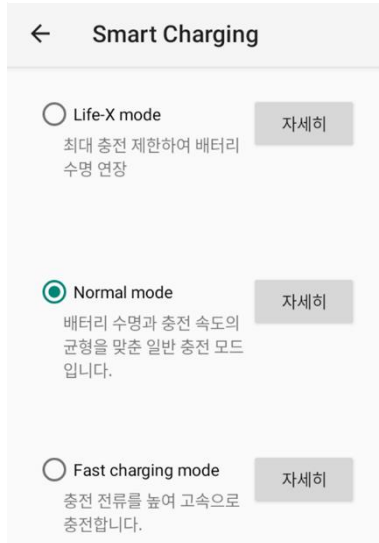 Smart Charging
Life-X mode
자세히
최대 충전 제한하여 배터리
수명 연장
Normal mode
자세히
배터리 수명과 충전 속도의
균형을 맞춘 일반 충전 모드
입니다.
Fast charging mode
자세히
충전 전류를 높여 고속으로
충전합니다.